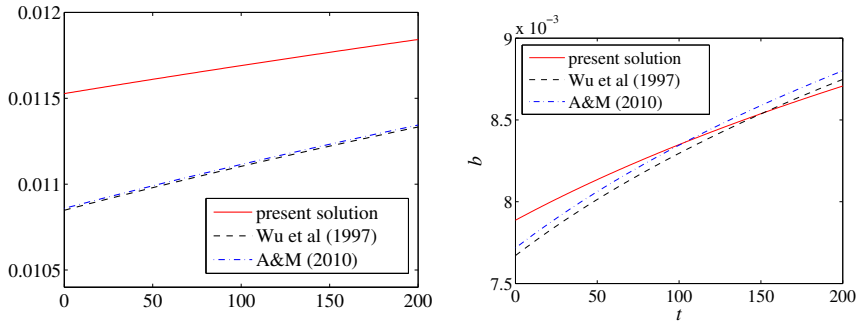 0.012
0.0115
0.011
0.0105
0
50
100
150
200
present solution
Wu et al (1997)
A&M (2010)
9
x 10⁻³
8.5
8
7.5
b
0
50
100
150
200
t
present solution
Wu et al (1997)
A&M (2010)